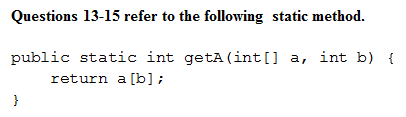 Questions 13-15 refer to the following static method.
public static int getA(int[] a, int b) {
    return a[b];
}